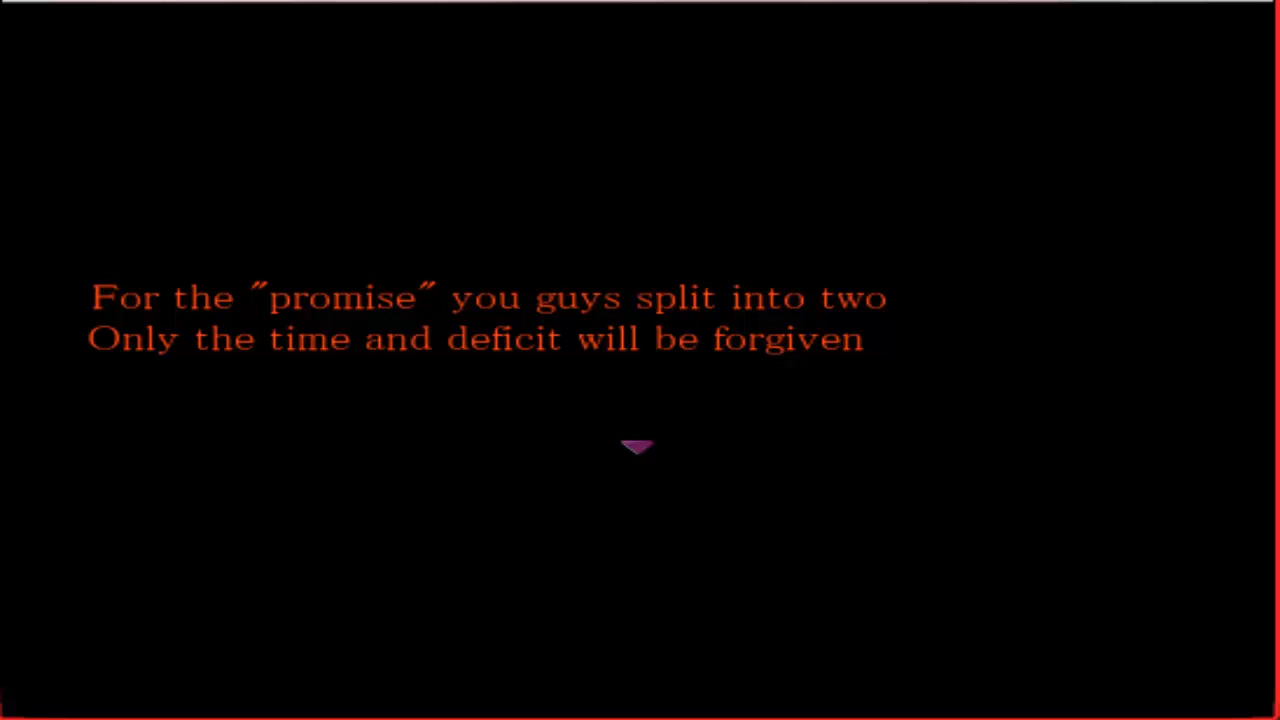 For the "promise" you guys split into two
Only the time and deficit will be forgiven